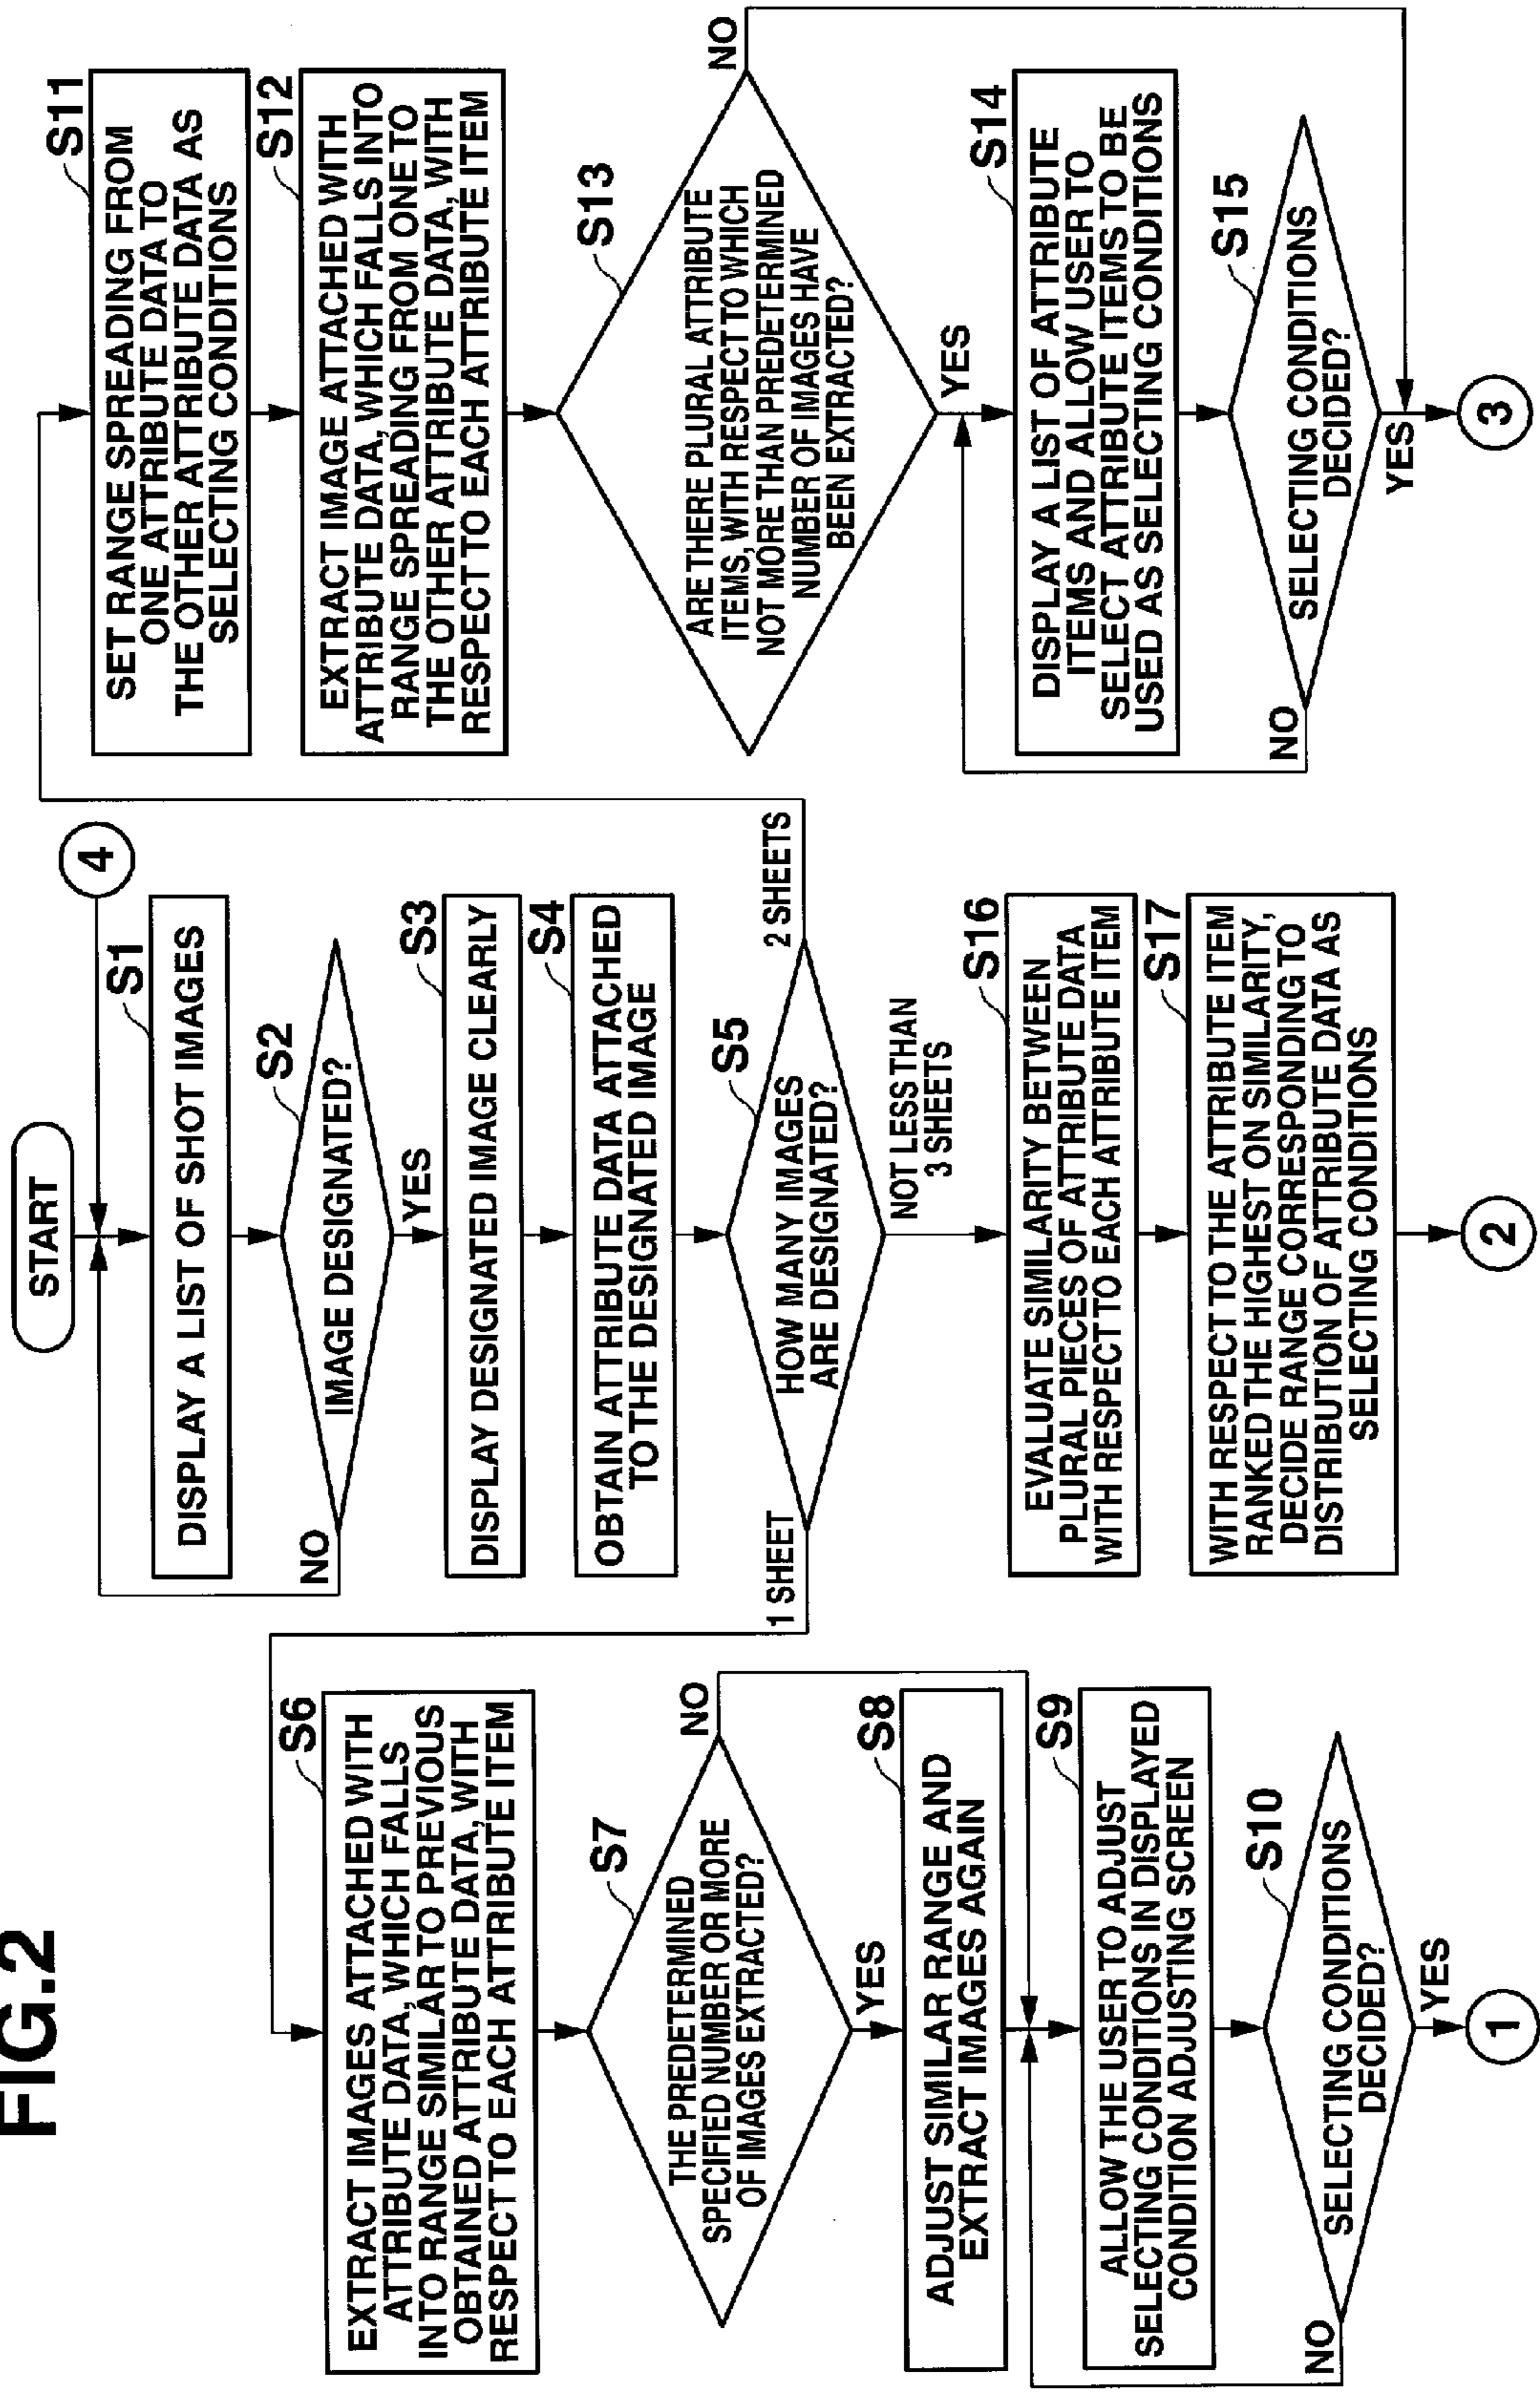 FIG.2
START
4
S1
DISPLAY A LIST OF SHOT IMAGES
S2
IMAGE DESIGNATED?
NO
YES
S3
DISPLAY DESIGNATED IMAGE CLEARLY
S4
OBTAIN ATTRIBUTE DATA ATTACHED
TO THE DESIGNATED IMAGE
S5
HOW MANY IMAGES
ARE DESIGNATED?
1 SHEET
2 SHEETS
NOT LESS THAN
3 SHEETS
S6
EXTRACT IMAGES ATTACHED WITH
ATTRIBUTE DATA, WHICH FALLS
INTO RANGE SIMILAR TO PREVIOUS
OBTAINED ATTRIBUTE DATA, WITH
RESPECT TO EACH ATTRIBUTE ITEM
S7
THE PREDETERMINED
SPECIFIED NUMBER OR MORE
OF IMAGES EXTRACTED?
NO
YES
S8
ADJUST SIMILAR RANGE AND
EXTRACT IMAGES AGAIN
S9
ALLOW THE USER TO ADJUST
SELECTING CONDITIONS IN DISPLAYED
CONDITION ADJUSTING SCREEN
S10
SELECTING CONDITIONS
DECIDED?
NO
YES
1
S16
EVALUATE SIMILARITY BETWEEN
PLURAL PIECES OF ATTRIBUTE DATA
WITH RESPECT TO EACH ATTRIBUTE ITEM
S17
WITH RESPECT TO THE ATTRIBUTE ITEM
RANKED THE HIGHEST ON SIMILARITY,
DECIDE RANGE CORRESPONDING TO
DISTRIBUTION OF ATTRIBUTE DATA AS
SELECTING CONDITIONS
2
S11
SET RANGE SPREADING FROM
ONE ATTRIBUTE DATA TO
THE OTHER ATTRIBUTE DATA AS
SELECTING CONDITIONS
S12
EXTRACT IMAGE ATTACHED WITH
ATTRIBUTE DATA, WHICH FALLS INTO
RANGE SPREADING FROM ONE TO
THE OTHER ATTRIBUTE DATA, WITH
RESPECT TO EACH ATTRIBUTE ITEM
S13
ARE THERE PLURAL ATTRIBUTE
ITEMS, WITH RESPECT TO WHICH
NOT MORE THAN PREDETERMINED
NUMBER OF IMAGES HAVE
BEEN EXTRACTED?
NO
YES
S14
DISPLAY A LIST OF ATTRIBUTE
ITEMS AND ALLOW USER TO
SELECT ATTRIBUTE ITEMS TO BE
USED AS SELECTING CONDITIONS
S15
SELECTING CONDITIONS
DECIDED?
NO
YES
3